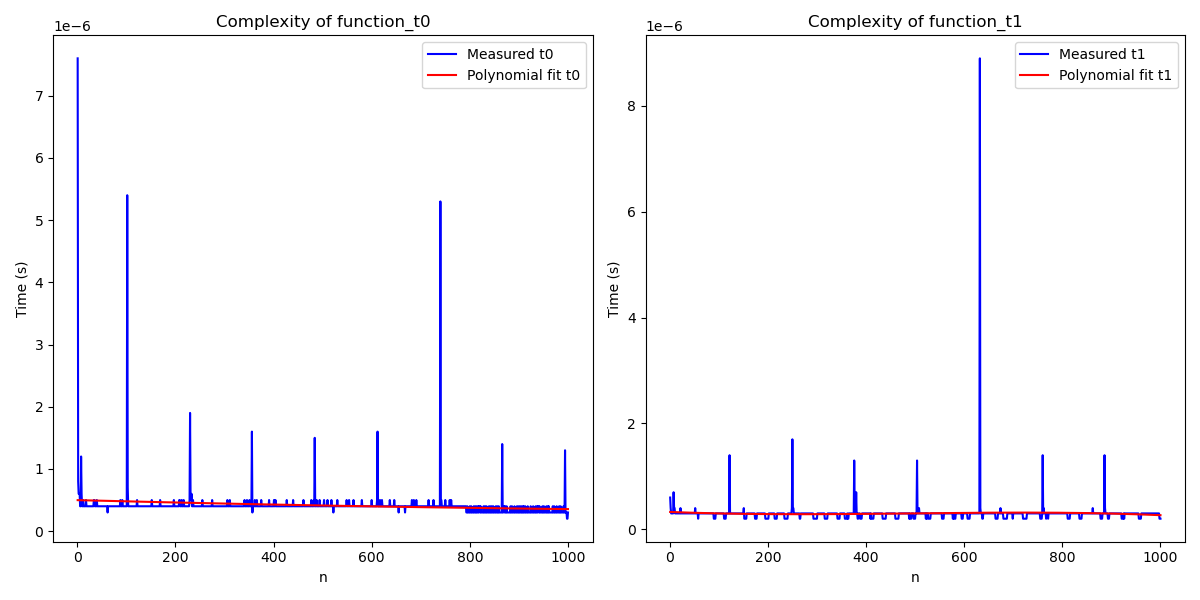 Complexity of function_t0
1e−6
Measured t0
Polynomial fit t0
7
6
5
4
3
2
1
0
Time (s)
0 200 400 600 800 1000
n
Complexity of function_t1
1e−6
Measured t1
Polynomial fit t1
8
6
4
2
0
Time (s)
0 200 400 600 800 1000
n